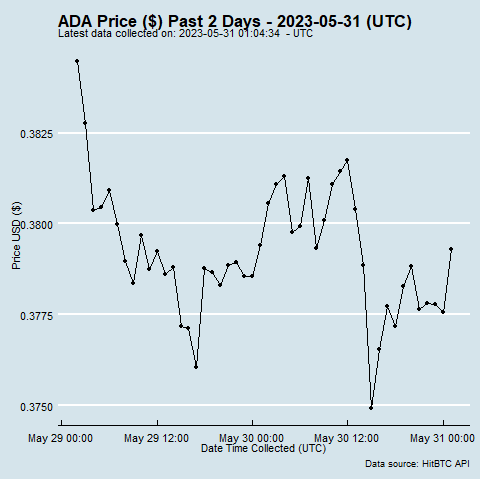 ADA Price ($) Past 2 Days - 2023-05-31 (UTC)
Latest data collected on: 2023-05-31 01:04:34 - UTC
Price USD ($)
0.3825
0.3800
0.3775
0.3750
May 29 00:00 May 29 12:00 May 30 00:00 May 30 12:00 May 31 00:00
Date Time Collected (UTC)
Data source: HitBTC API